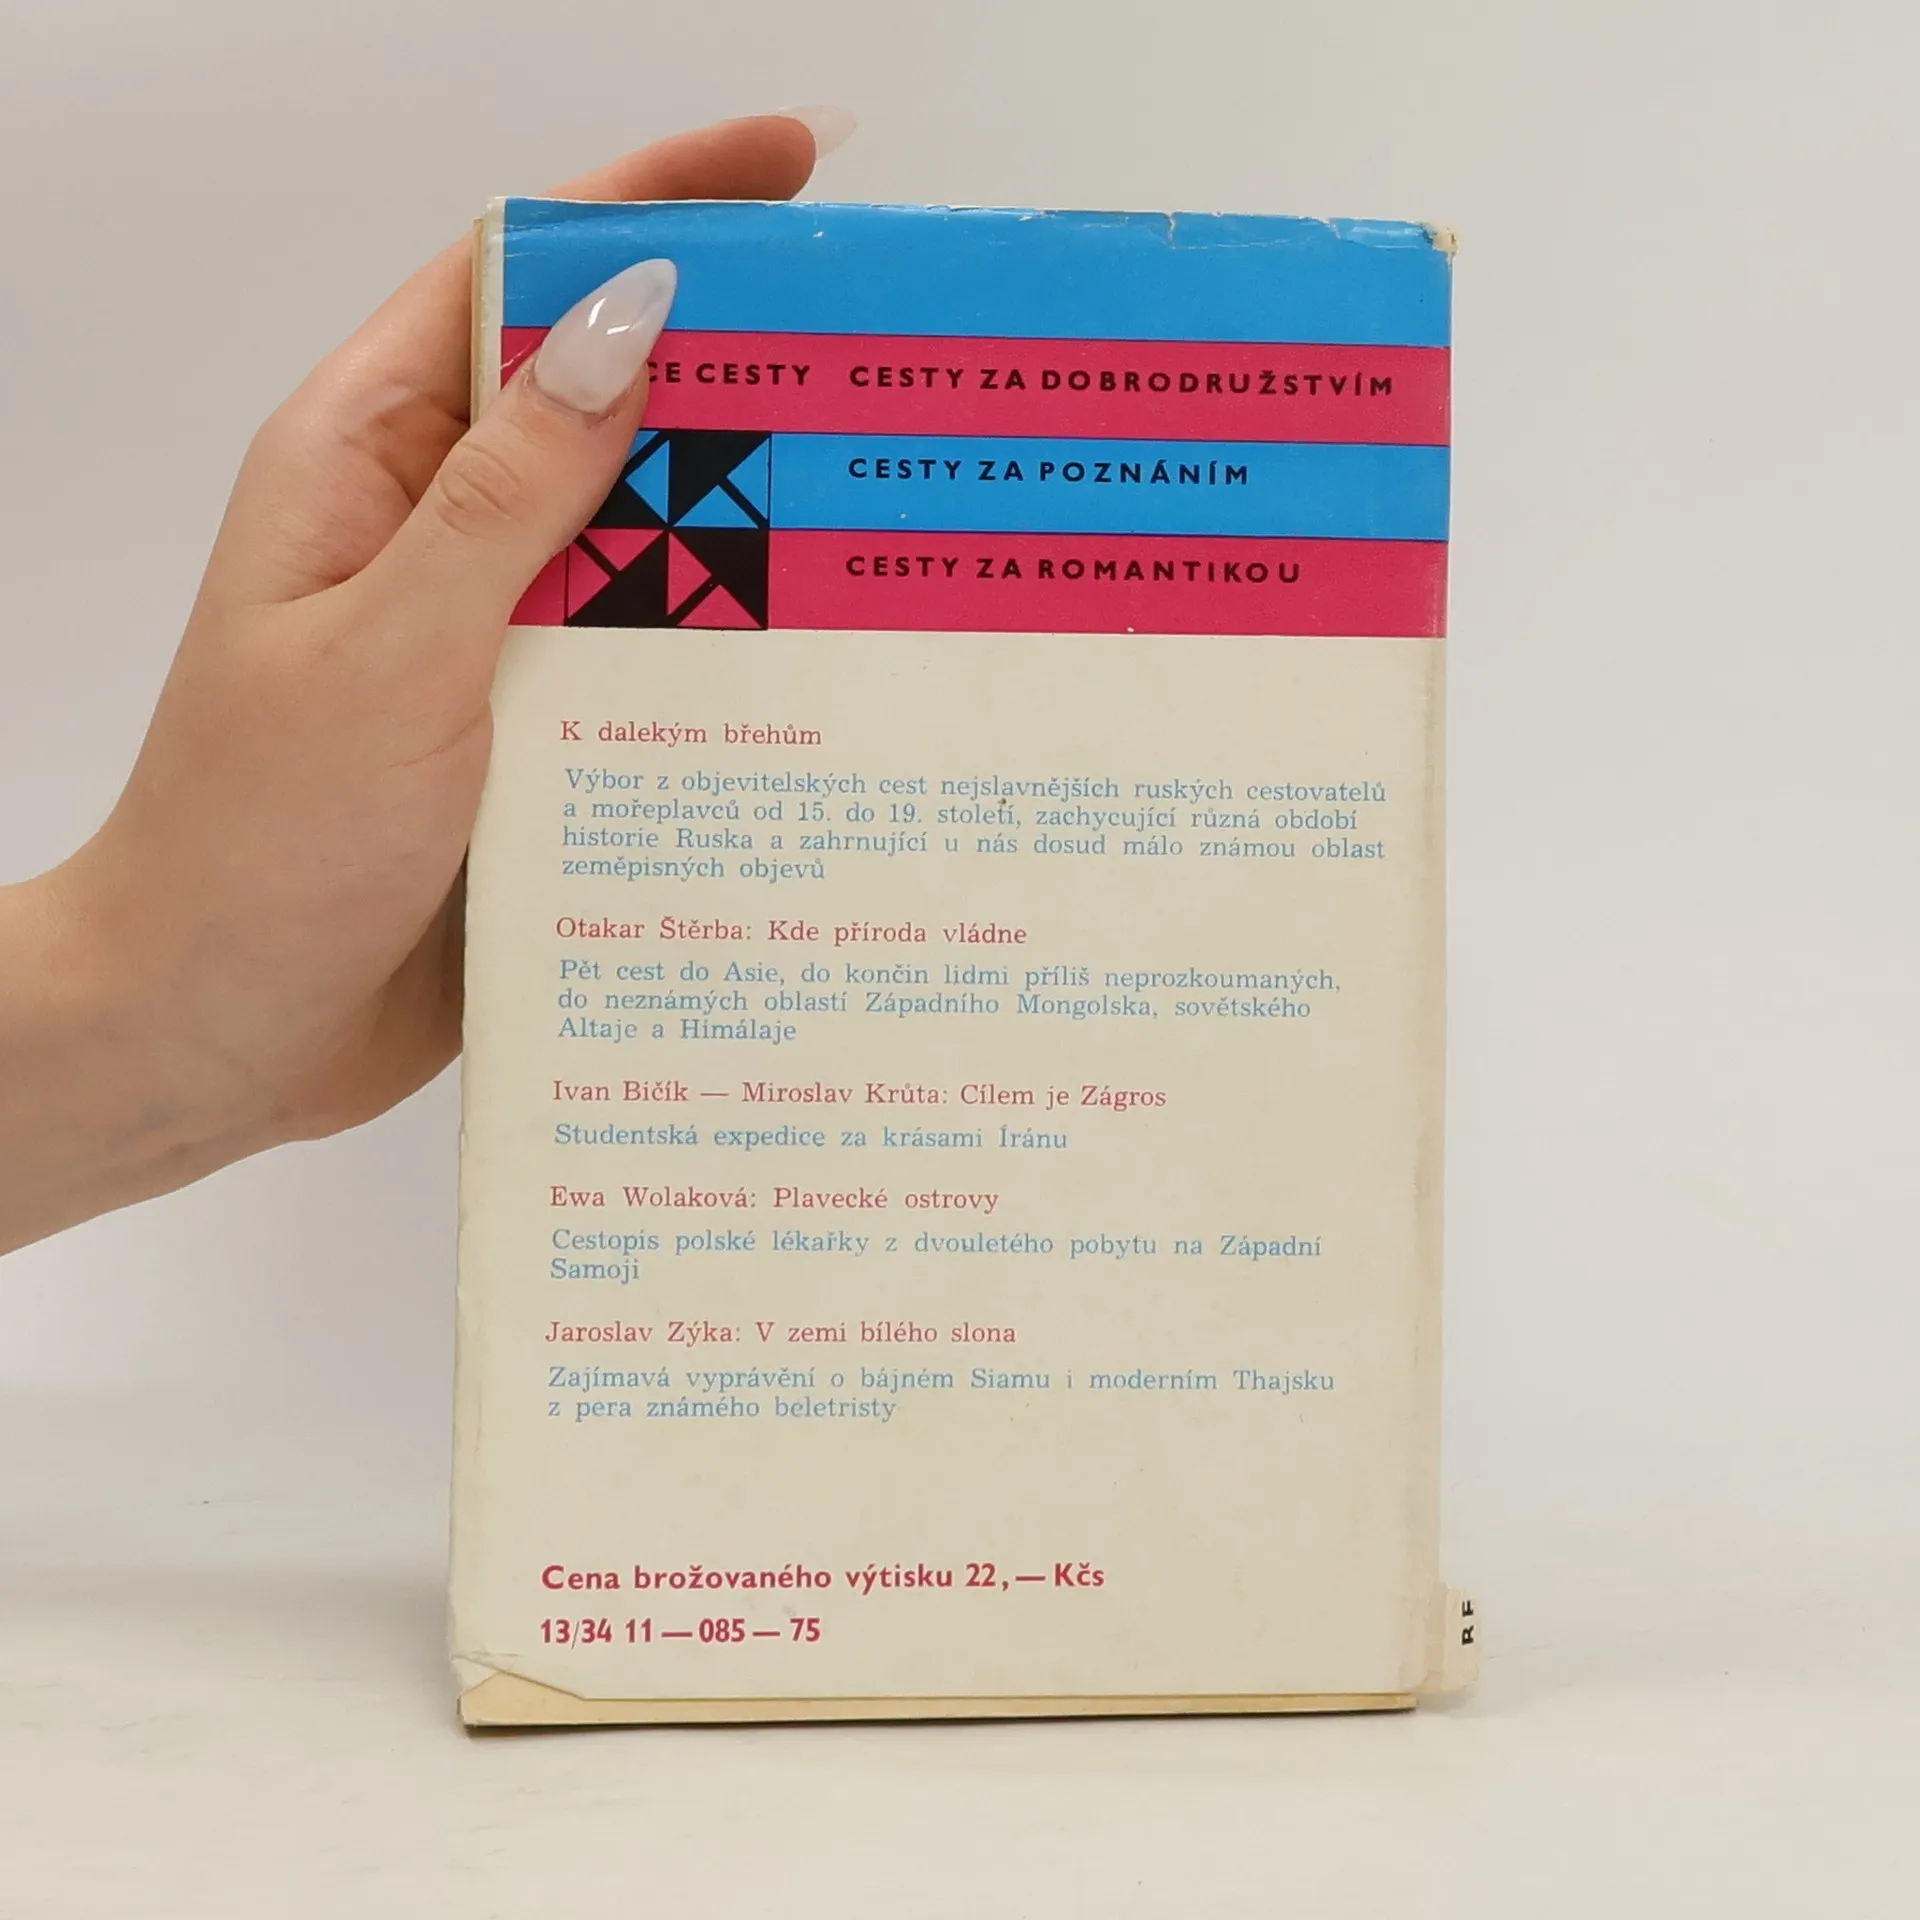 CESTY CESTY ZA DOBRODRUŽSTVÍM
CESTY ZA POZNÁNÍM
CESTY ZA ROMANTIKOU
K dalekým břehům
Výbor z objevitelských cest nejslavnějších ruských cestovatelů
a mořeplavců od 15. do 19. století, zachycující různá období
historie Ruska a zahrnující u nás dosud málo známou oblast
zeměpisných objevů
Otakar Štěrba: Kde příroda vládne
Pět cest do Asie, do končin lidmi příliš neprozkoumaných,
do neznámých oblastí Západního Mongolska, sovětského
Altaje a Himálaje
Ivan Bičík — Miroslav Krůta: Cílem je Zágros
Studentská expedice za krásami Íránu
Ewa Wolaková: Plavecké ostrovy
Cestopis polské lékařky z dvouletého pobytu na Západní
Samoji
Jaroslav Zýka: V zemi bílého slona
Zajímavá vyprávění o bájném Siamu i moderním Thajsku
z pera známého beletristy
Cena brožovaného výtisku 22,— Kčs
13/34 11 — 085 — 75
R F